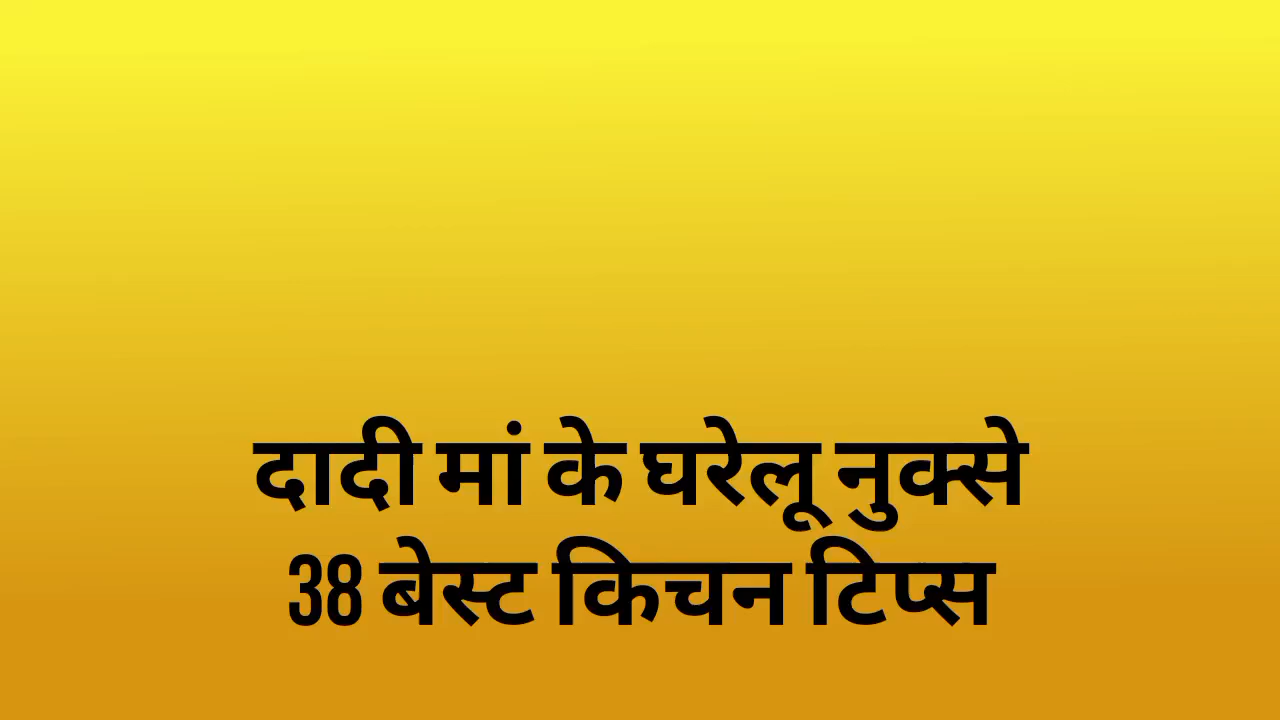 दादी मां के घरेलू नुक्से
38 बेस्ट किचन टिप्स